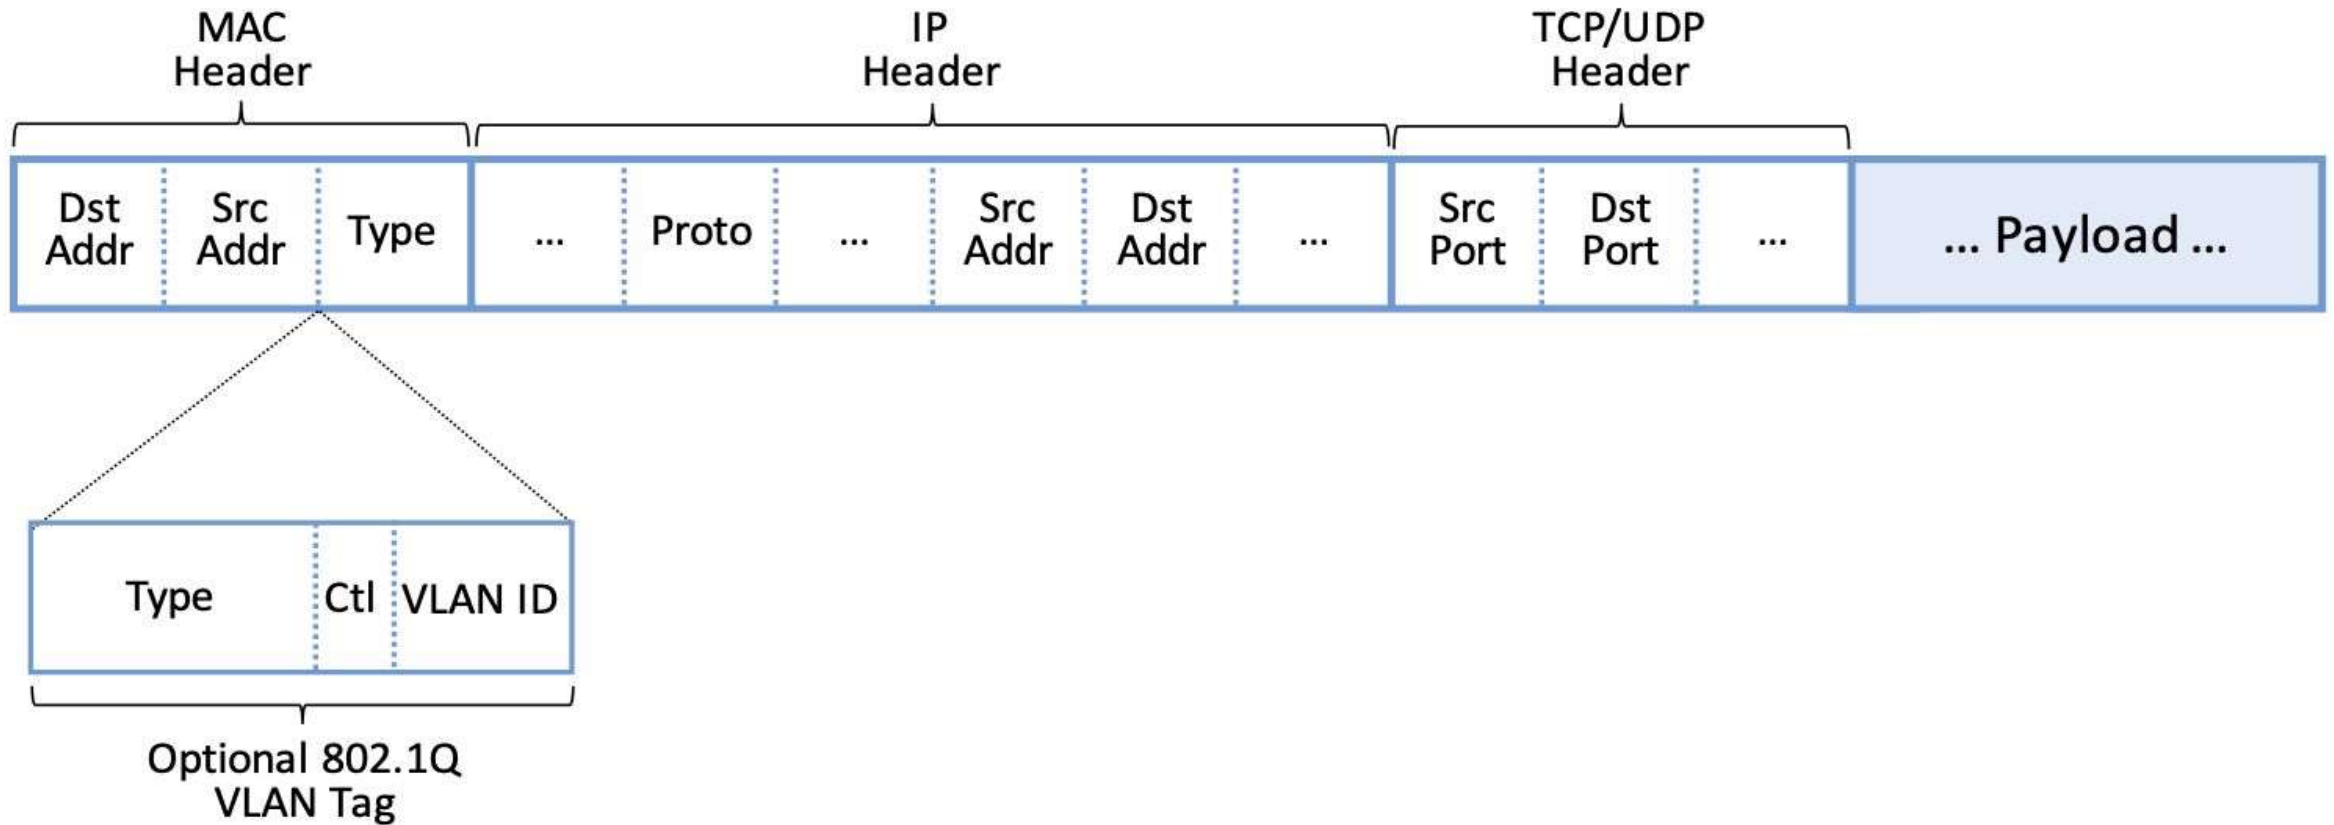 MAC
Header
IP
Header
TCP/UDP
Header
Dst
Addr
Src
Addr
Type
...
Proto
...
Src
Addr
Dst
Addr
...
Src
Port
Dst
Port
...
... Payload ...
Type
Ctl
VLAN ID
Optional 802.1Q
VLAN Tag